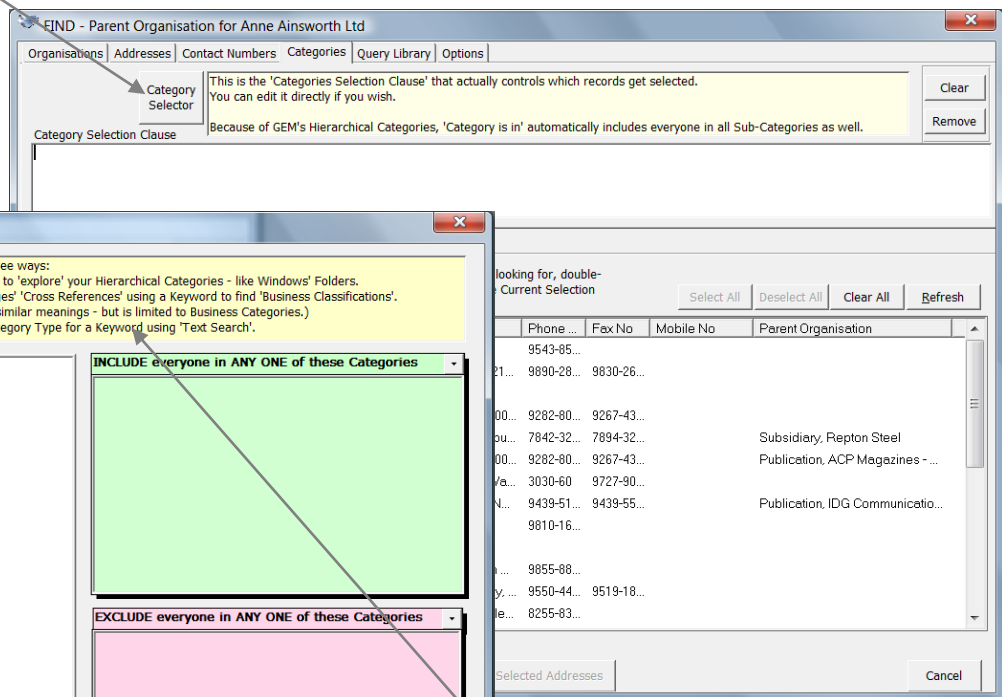 FIND - Parent Organisation for Anne Ainsworth Ltd
Organisations Addresses Contact Numbers Categories Query Library Options
Category
Selector
This is the 'Categories Selection Clause' that actually controls which records get selected.
You can edit it directly if you wish.
Because of GEM's Hierarchical Categories, 'Category is in' automatically includes everyone in all Sub-Categories as well.
Clear
Remove
Category Selection Clause
ways:
to 'explore' your Hierarchical Categories - like Windows' Folders.
'Cross References' using a Keyword to find 'Business Classifications'.
similar meanings - but is limited to Business Categories.)
Type for a Keyword using 'Text Search'.
INCLUDE everyone in ANY ONE of these Categories
EXCLUDE everyone in ANY ONE of these Categories
looking for, double-
Current Selection
Select All Deselect All Clear All Refresh
Phone ... Fax No Mobile No Parent Organisation
9543-85...
21... 9890-28... 9830-26...
00... 9282-80... 9267-43...
ou... 7842-32... 7894-32... Subsidiary, Repton Steel
00... 9282-80... 9267-43... Publication, ACP Magazines - ...
3030-60 9727-90...
N... 9439-51... 9439-55... Publication, IDG Communicatio...
9810-16...
... 9855-88...
y, ... 9550-44... 9519-18...
le... 8255-83...
Selected Addresses
Cancel